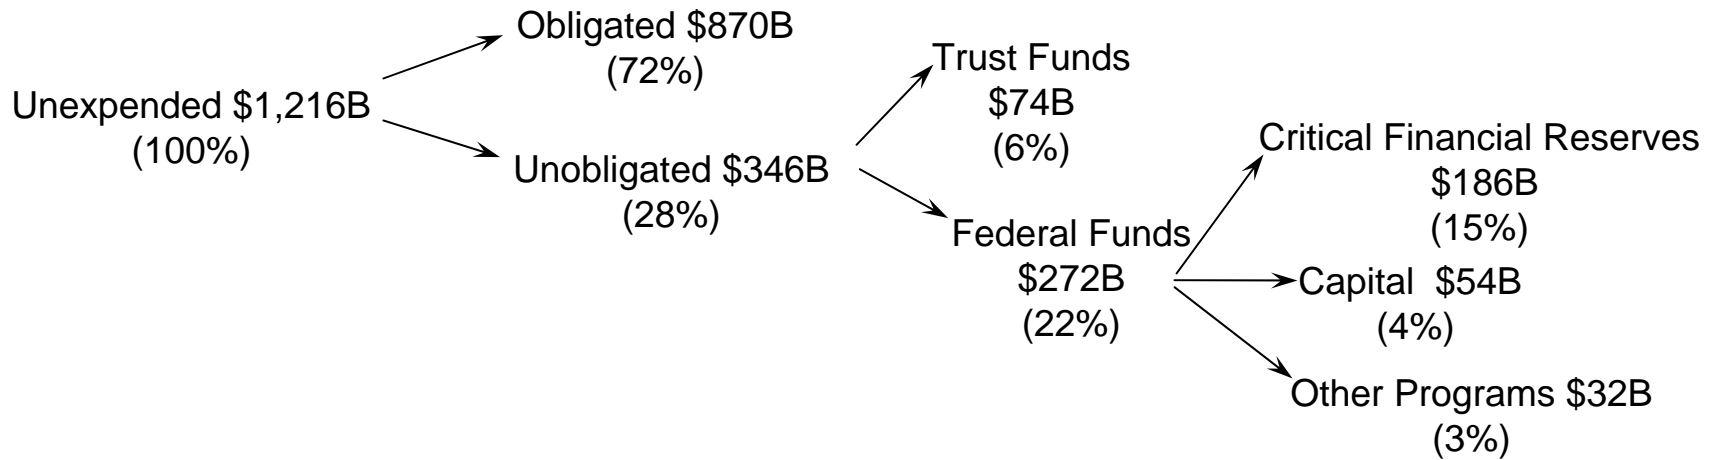 Unexpended $1,216B
(100%)
Obligated $870B
(72%)
Unobligated $346B
(28%)
Trust Funds
$74B
(6%)
Federal Funds
$272B
(22%)
Critical Financial Reserves
$186B
(15%)
Capital  $54B
(4%)
Other Programs $32B
(3%)